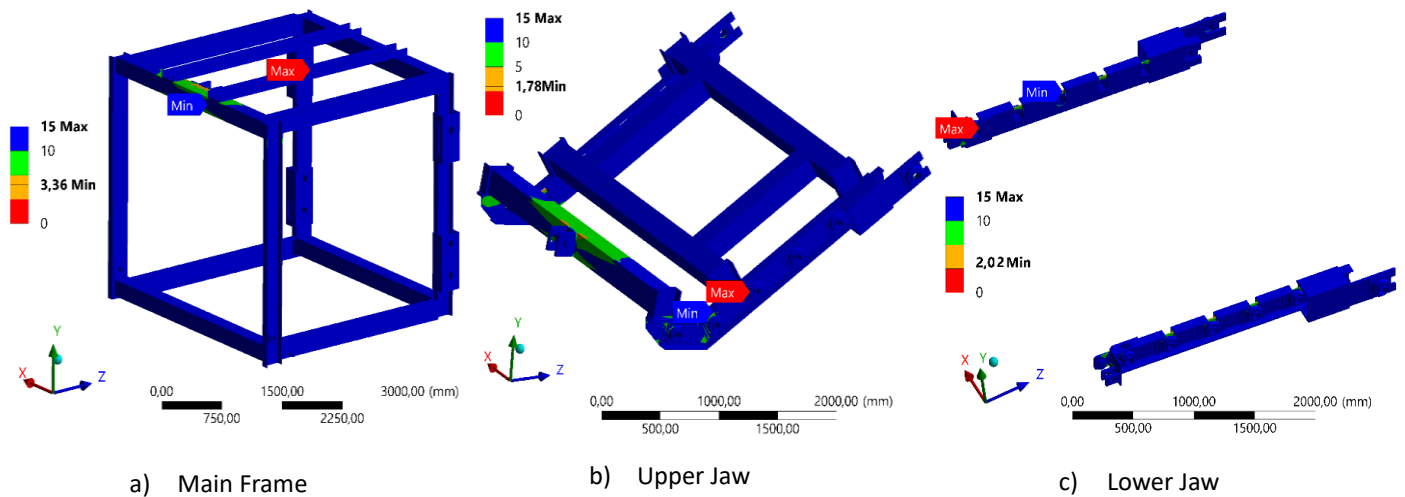 15 Max
10
3,36 Min
0
Max
Min
Y
X
Z
0,00
1500,00
3000,00 (mm)
750,00
2250,00
a) Main Frame
15 Max
10
5
1,78Min
0
Max
Min
Y
X
Z
0,00
1000,00
2000,00 (mm)
500,00
1500,00
b) Upper Jaw
Min
Max
15 Max
10
2,02Min
0
X
Y
Z
0,00
1000,00
2000,00 (mm)
500,00
1500,00
c) Lower Jaw